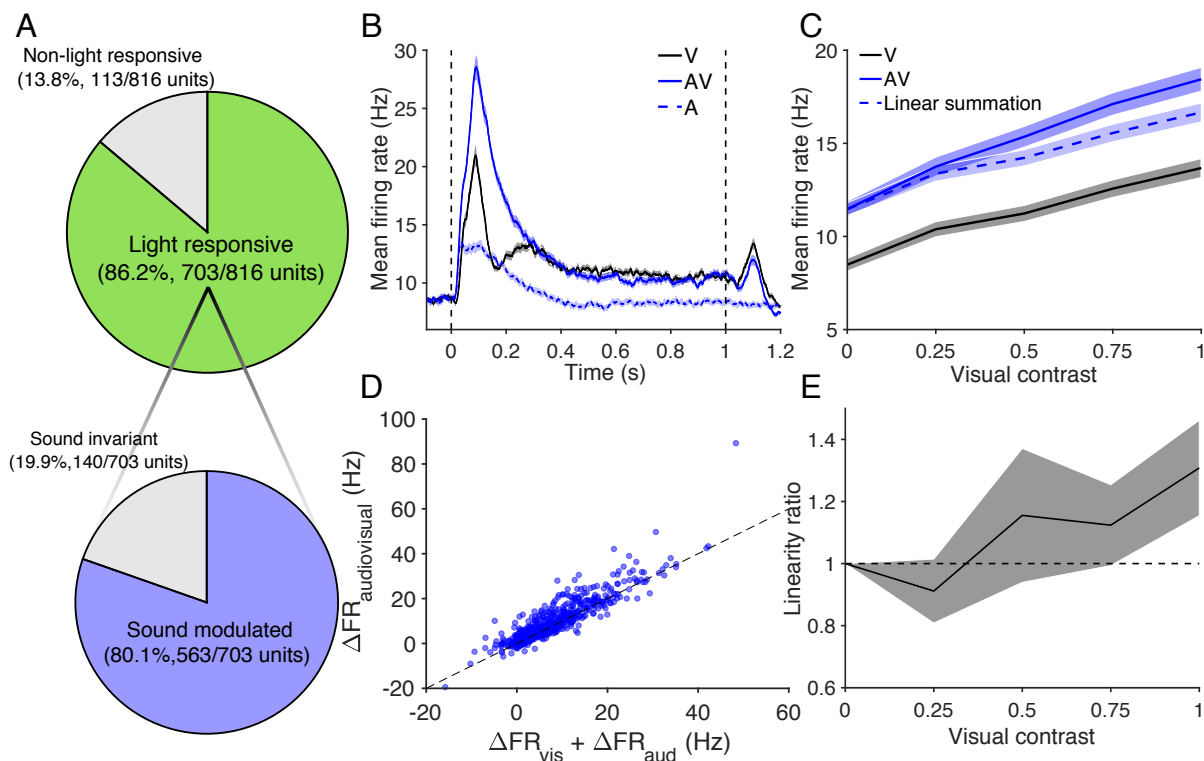 A
Non-light responsive
(13.8%, 113/816 units)
Light responsive
(86.2%, 703/816 units)
Sound invariant
(19.9%,140/703 units)
Sound modulated
(80.1%,563/703 units)
B
30
25
20
15
10
Mean firing rate (Hz)
V
AV
A
0
0.2
0.4
0.6
0.8
1.0
1.2
Time (s)
C
20
15
10
5
Mean firing rate (Hz)
V
AV
Linear summation
0
0.25
0.5
0.75
1
Visual contrast
D
100
80
60
40
20
0
-20
ΔFRaudiovisual (Hz)
-20
0
20
40
60
ΔFRvis + ΔFRaud (Hz)
E
1.4
1.2
1
0.8
0.6
Linearity ratio
0
0.25
0.5
0.75
1
Visual contrast